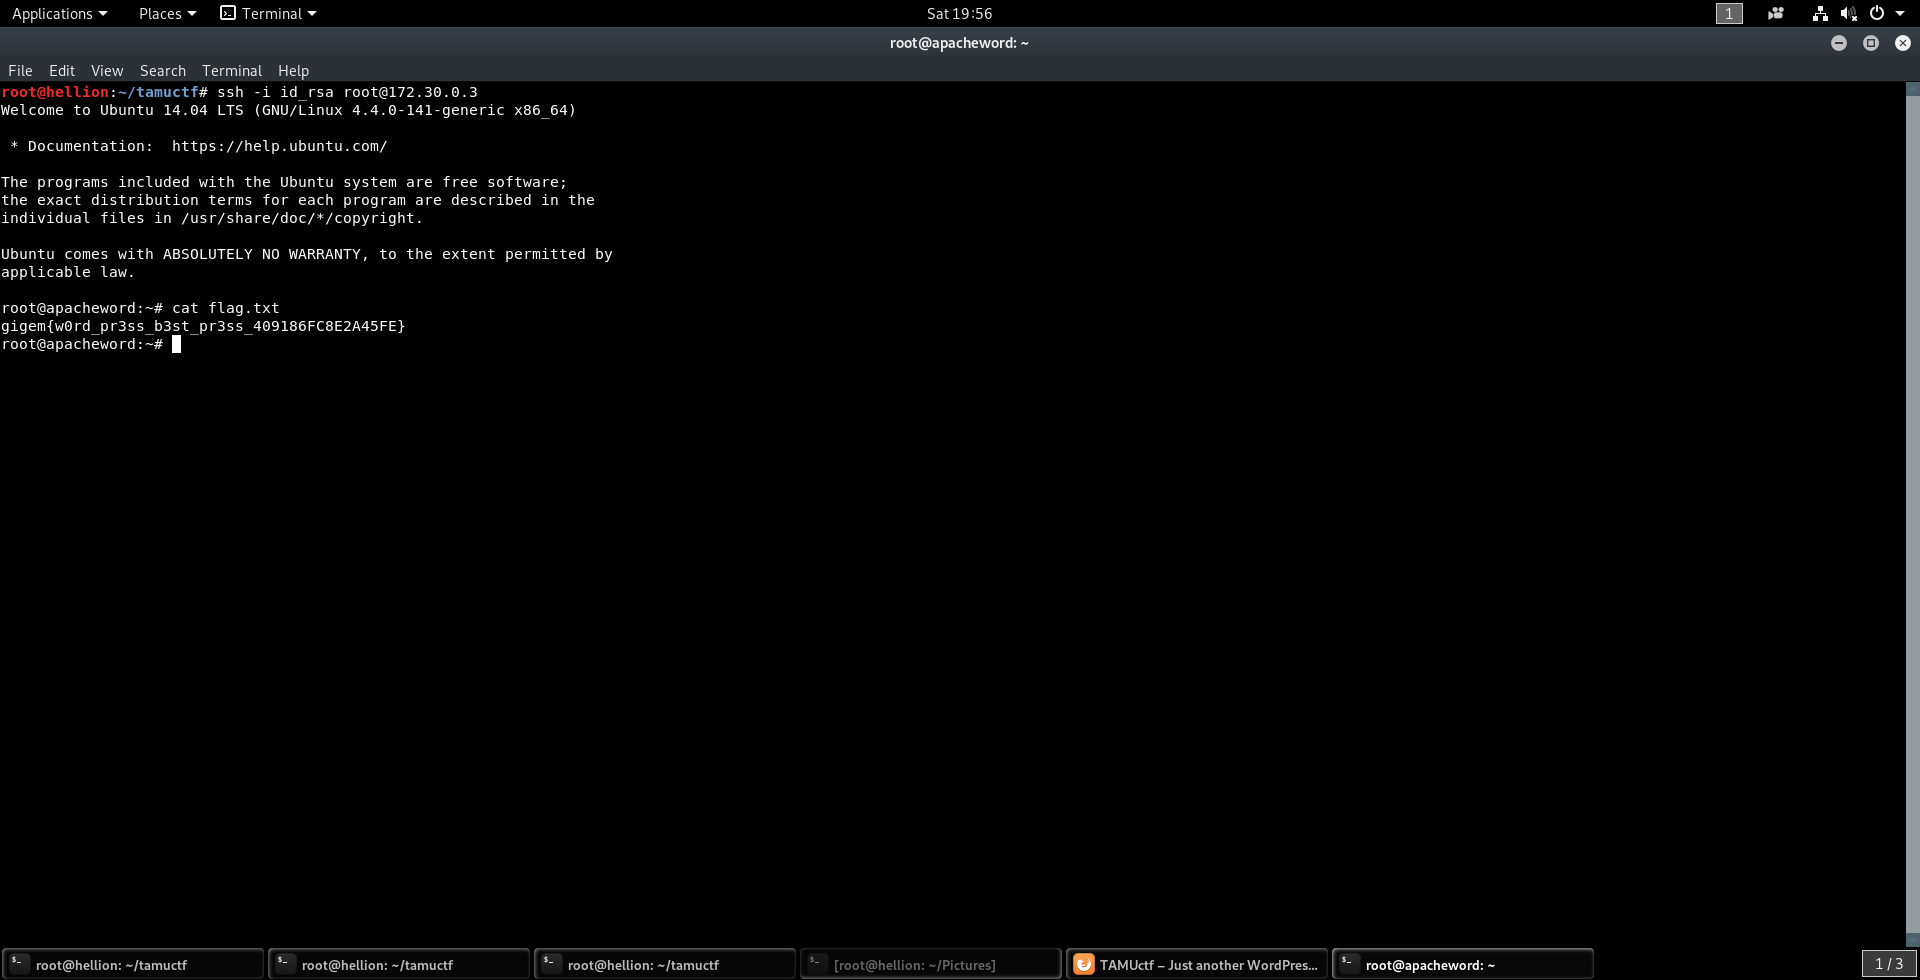 Applications Places Terminal Sat 19:56 1
root@apacheword: ~
File Edit View Search Terminal Help
root@hellion:~/tamuctf# ssh -i id_rsa root@172.30.0.3
Welcome to Ubuntu 14.04 LTS (GNU/Linux 4.4.0-141-generic x86_64)
* Documentation:  https://help.ubuntu.com/
The programs included with the Ubuntu system are free software;
the exact distribution terms for each program are described in the
individual files in /usr/share/doc/*/copyright.
Ubuntu comes with ABSOLUTELY NO WARRANTY, to the extent permitted by
applicable law.
root@apacheword:~# cat flag.txt
gigem{w0rd_pr3ss_b3st_pr3ss_409186FC8E2A45FE}
root@apacheword:~#
root@hellion: ~/tamuctf root@hellion: ~/tamuctf root@hellion: ~/tamuctf [root@hellion: ~/Pictures] TAMUctf – Just another WordPres... root@apacheword: ~ 1 / 3